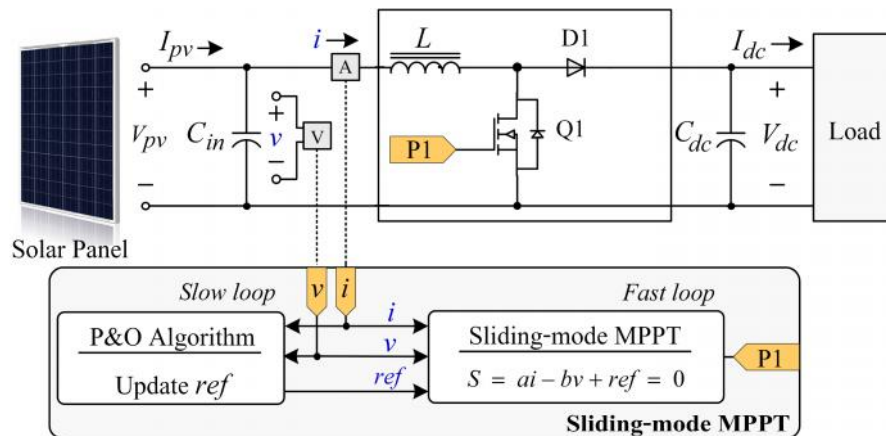 I_pv
i
L
D1
I_dc
A
+
+
+
V_pv
C_in
v
V
P1
Q1
C_dc
V_dc
Load
−
−
−
Solar Panel
Slow loop
v
i
Fast loop
i
P&O Algorithm
Update ref
v
ref
Sliding-mode MPPT
S = ai – bv + ref = 0
P1
Sliding-mode MPPT